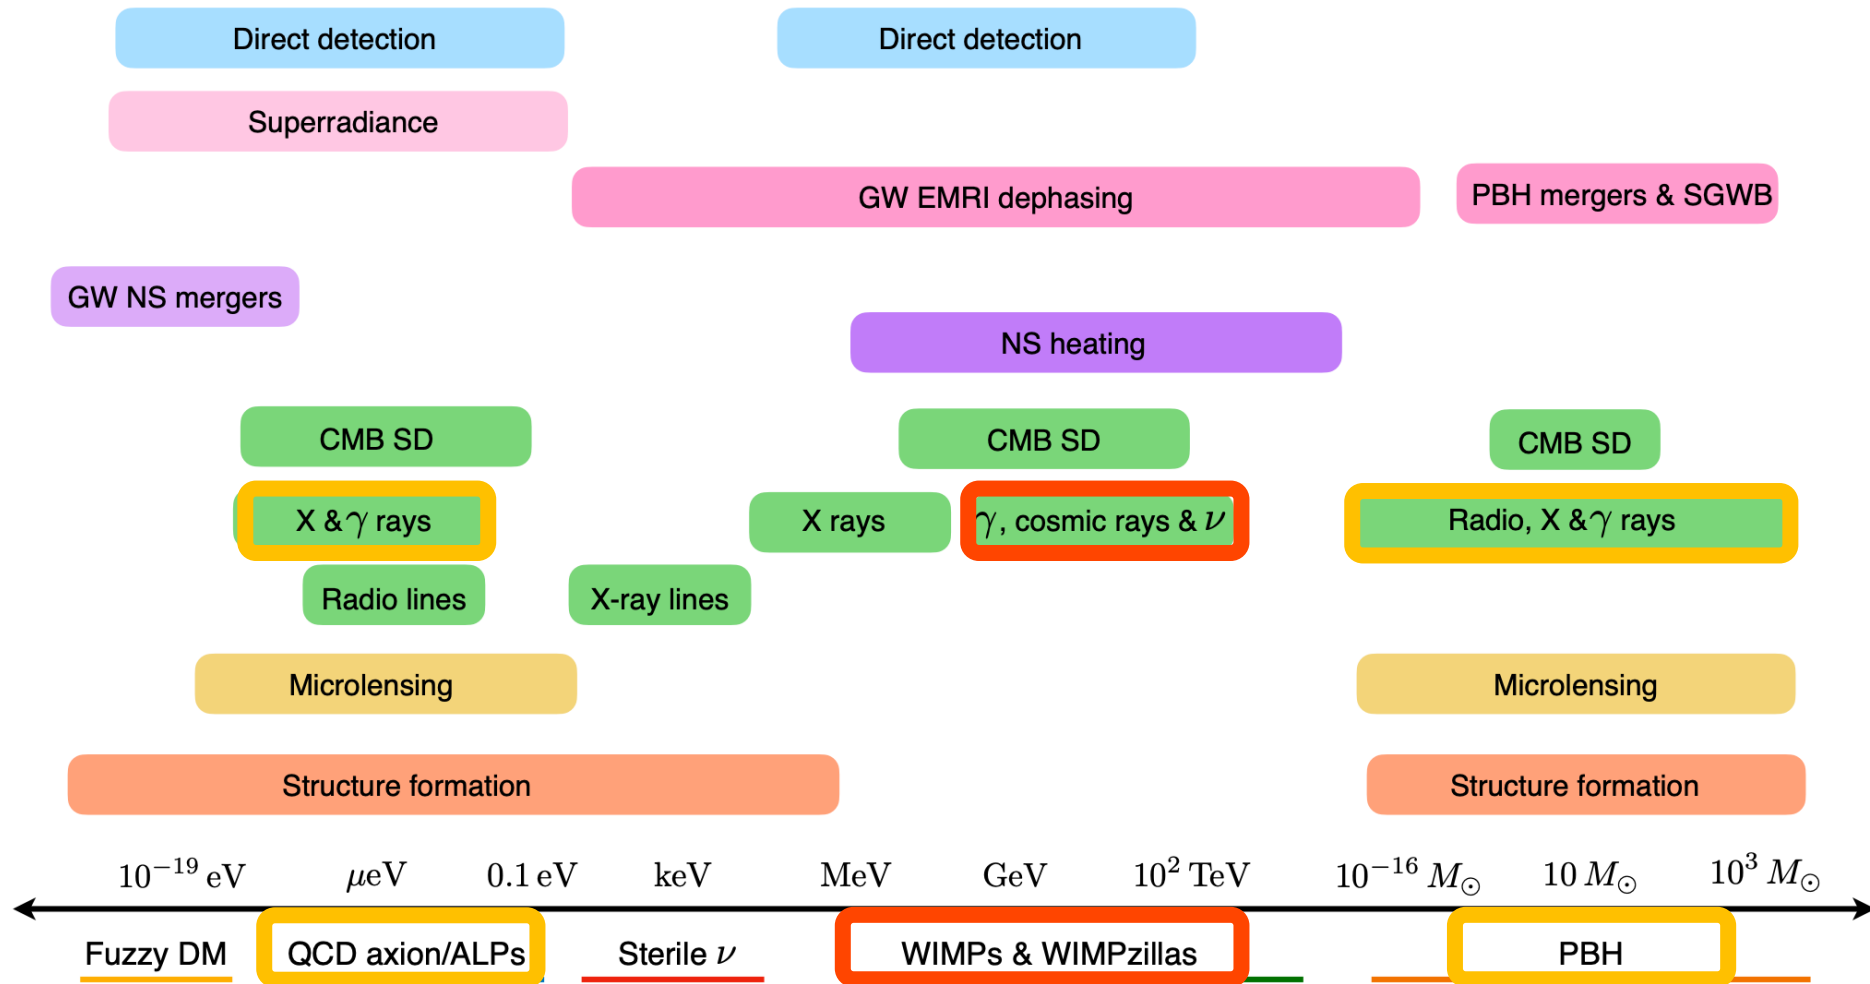 Direct detection Direct detection
Superradiance
GW EMRI dephasing PBH mergers & SGWB
GW NS mergers
NS heating
CMB SD CMB SD CMB SD
X & γ rays X rays γ, cosmic rays & ν Radio, X & γ rays
Radio lines X-ray lines
Microlensing Microlensing
Structure formation Structure formation
10⁻¹⁹ eV μeV 0.1 eV keV MeV GeV 10² TeV 10⁻¹⁶ M⊙ 10 M⊙ 10³ M⊙
Fuzzy DM QCD axion/ALPs Sterile ν WIMPs & WIMPzillas PBH